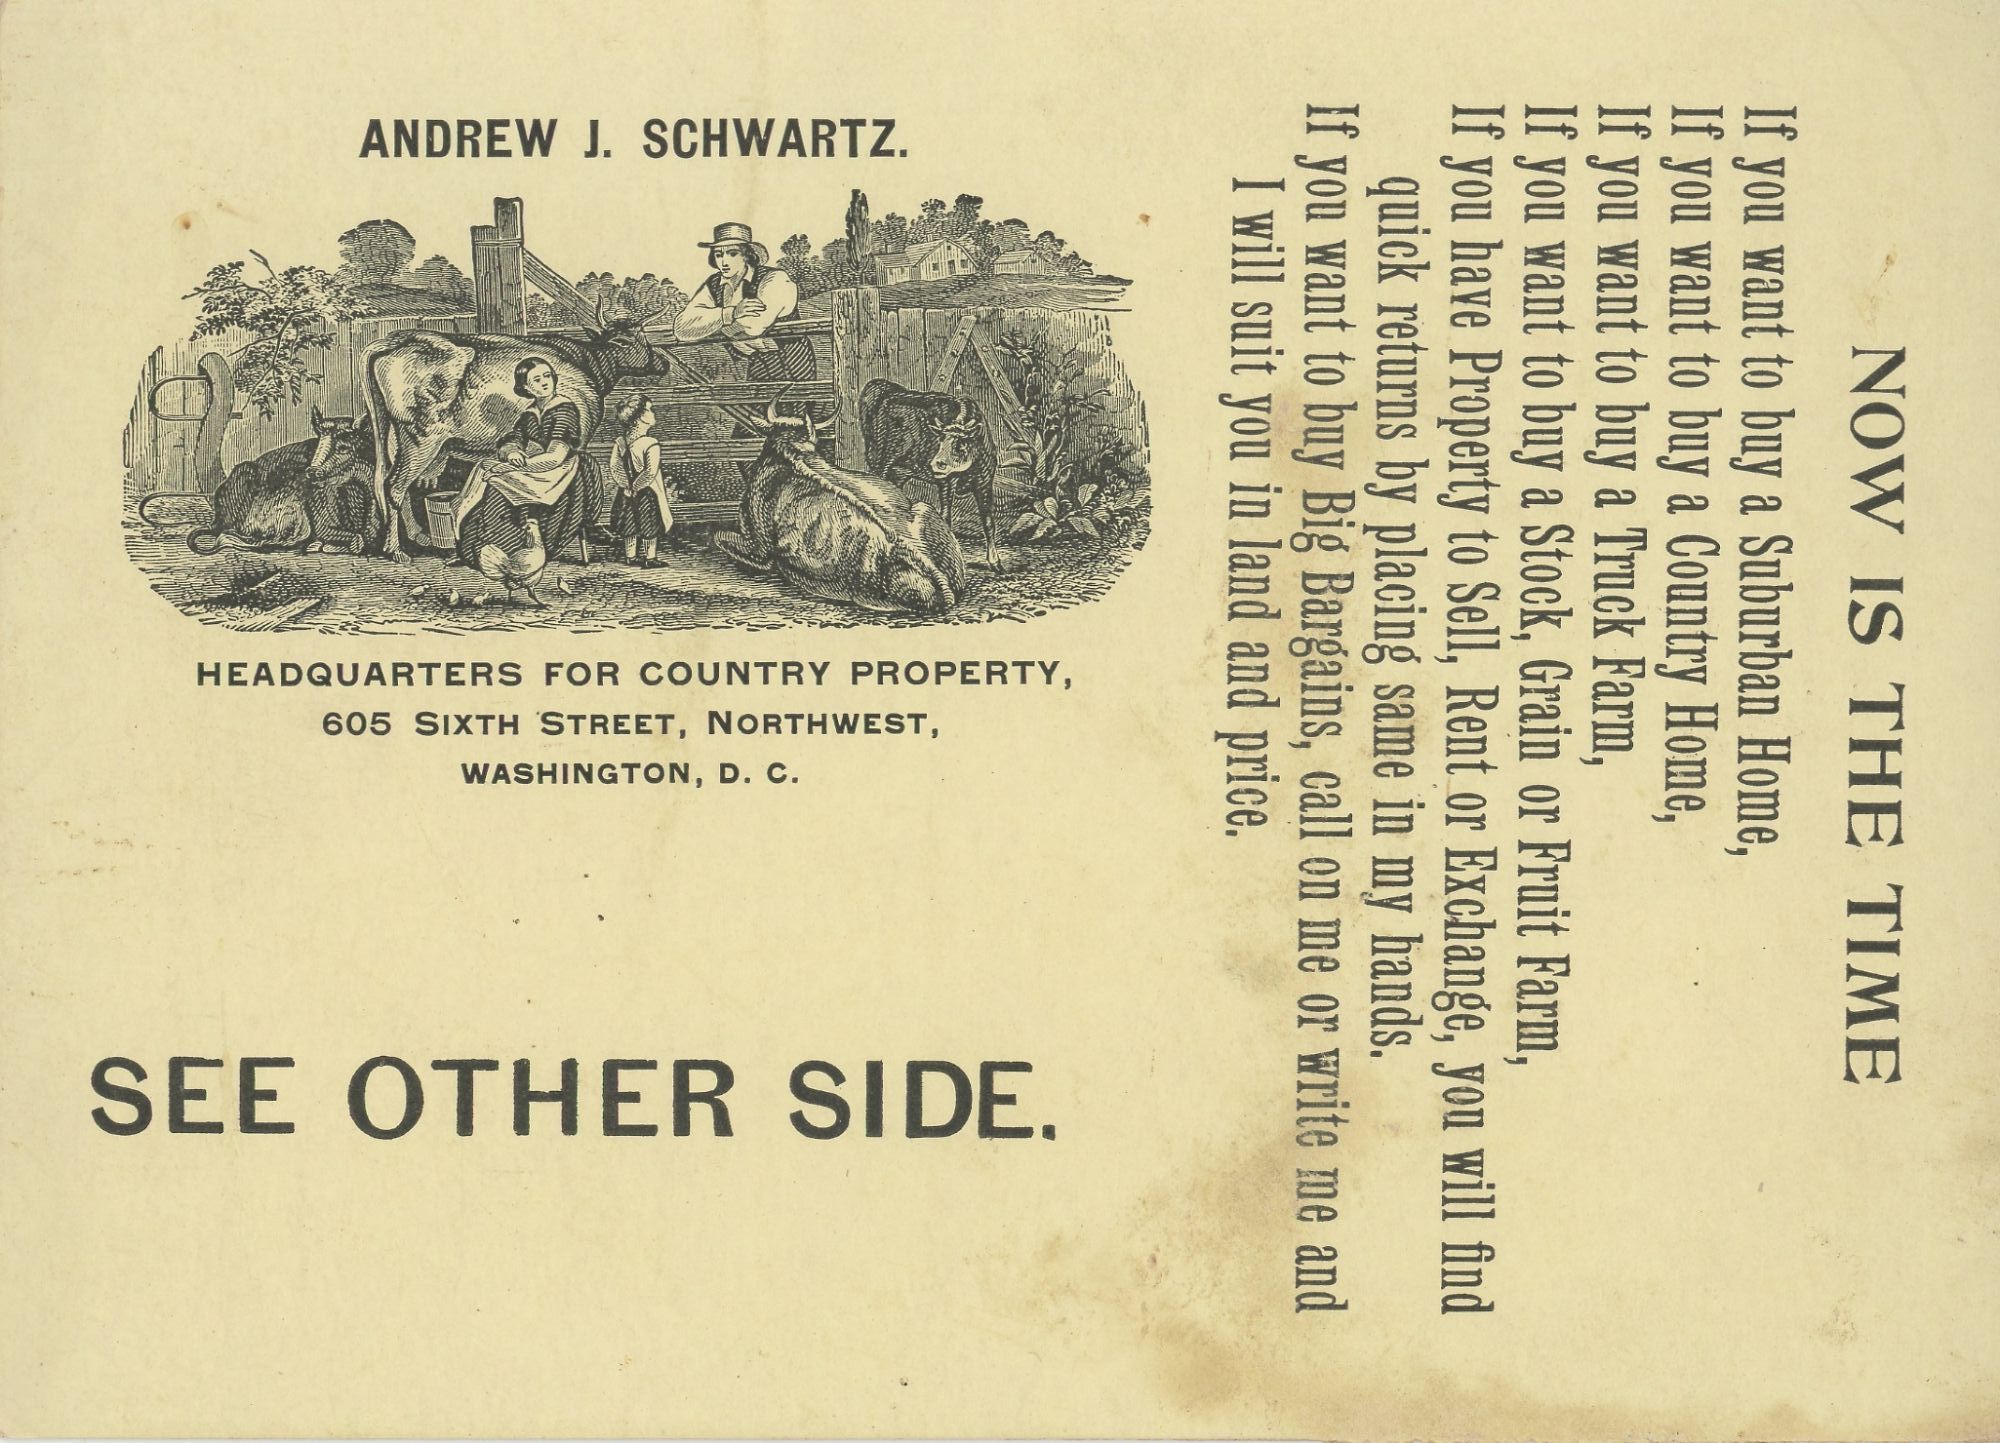 ANDREW J. SCHWARTZ.
HEADQUARTERS FOR COUNTRY PROPERTY,
605 SIXTH STREET, NORTHWEST,
WASHINGTON, D. C.
SEE OTHER SIDE.
NOW IS THE TIME
If you want to buy a Suburban Home,
If you want to buy a Country Home,
If you want to buy a Truck Farm,
If you want to buy a Stock, Grain or Fruit Farm,
If you have Property to Sell, Rent or Exchange, you will find
quick returns by placing same in my hands.
If you want to buy Big Bargains, call on me or write me and
I will suit you in land and price.